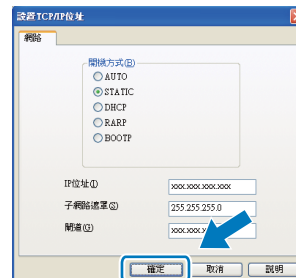 設置TCP/IP位址
網路
開機方式(B)
AUTO
STATIC
DHCP
RARP
BOOTP
IP位址(I) xxx.xxx.xxx.xxx
子網路遮罩(S) 255.255.255.0
閘道(G) xxx.xxx.x
確定 取消 說明